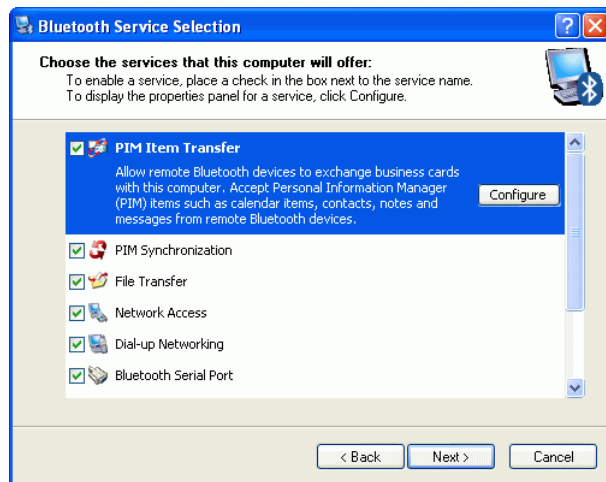 Bluetooth Service Selection
Choose the services that this computer will offer:
To enable a service, place a check in the box next to the service name.
To display the properties panel for a service, click Configure.
PIM Item Transfer
Allow remote Bluetooth devices to exchange business cards
with this computer. Accept Personal Information Manager
(PIM) items such as calendar items, contacts, notes and
messages from remote Bluetooth devices.
Configure
PIM Synchronization
File Transfer
Network Access
Dial-up Networking
Bluetooth Serial Port
< Back
Next >
Cancel